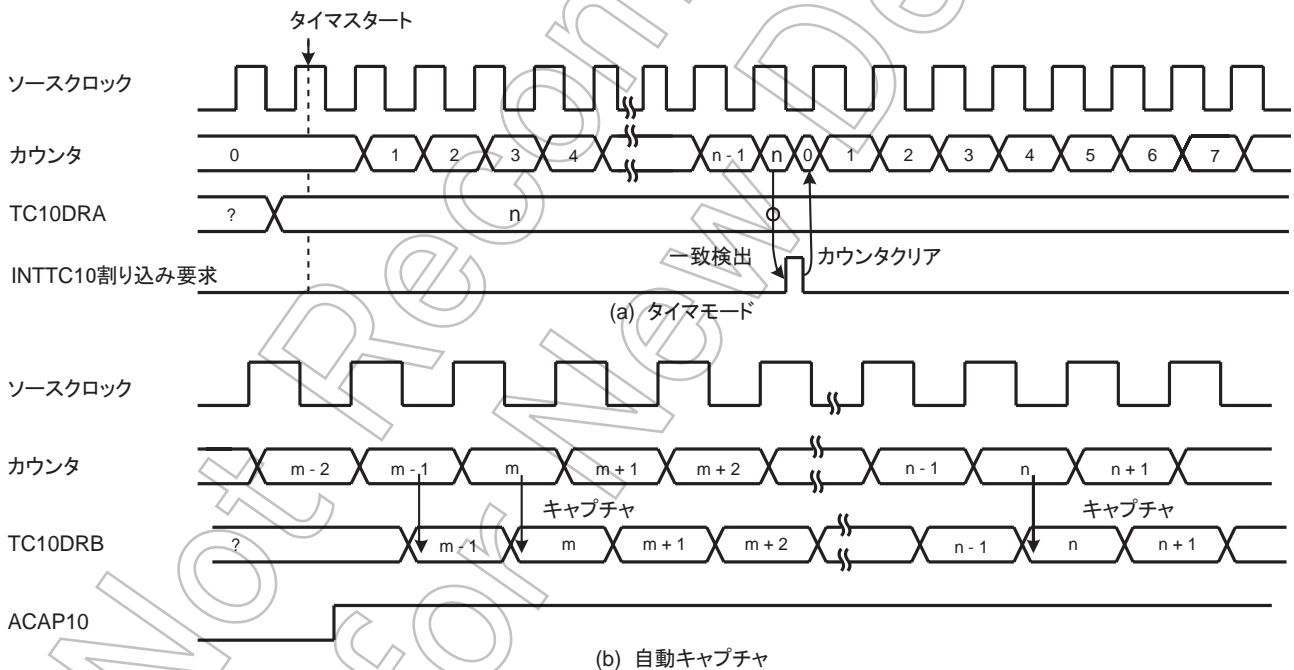 タイマスタート
ソースクロック
カウンタ 0 1 2 3 4 n - 1 n 0 1 2 3 4 5 6 7
TC10DRA ? n
一致検出 カウンタクリア
INTTC10割り込み要求
(a) タイマモード
ソースクロック
カウンタ m - 2 m - 1 m m + 1 m + 2 n - 1 n n + 1
キャプチャ キャプチャ
TC10DRB ? m - 1 m m + 1 m + 2 n - 1 n n + 1
ACAP10
(b) 自動キャプチャ
Not Recom
for New De